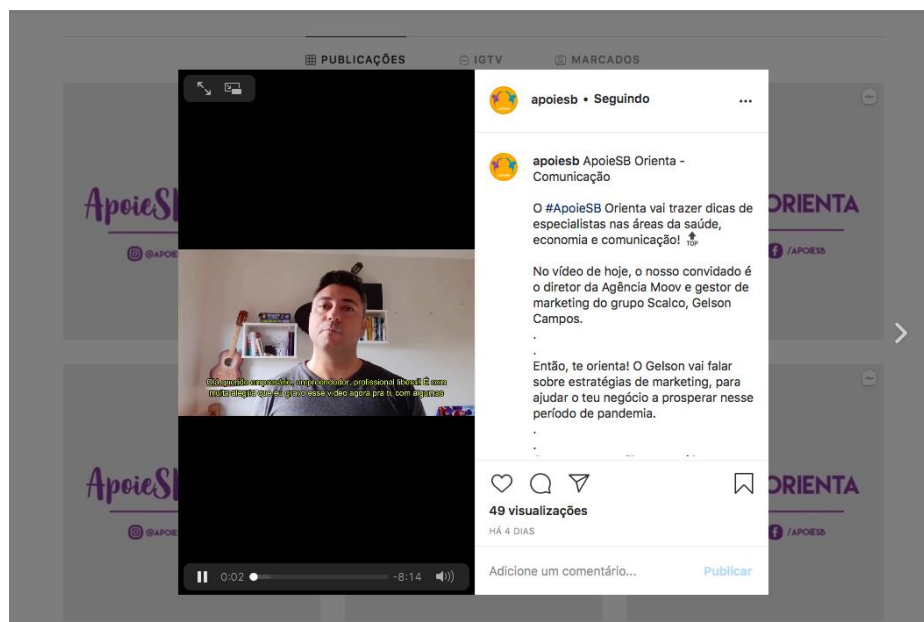 PUBLICAÇÕES
IGTV
MARCADOS
apoiesb • Seguindo
apoiesb ApoieSB Orienta -
Comunicação
O #ApoieSB Orienta vai trazer dicas de
especialistas nas áreas da saúde,
economia e comunicação! TOP
No vídeo de hoje, o nosso convidado é
o diretor da Agência Moov e gestor de
marketing do grupo Scalco, Gelson
Campos.
.
.
Então, te orienta! O Gelson vai falar
sobre estratégias de marketing, para
ajudar o teu negócio a prosperar nesse
período de pandemia.
.
.
49 visualizações
HÁ 4 DIAS
Adicione um comentário... Publicar
Olá querido empresário, empreendedor, profissional liberal! É com
muita alegria que eu gravo esse vídeo agora pra ti, com algumas
0:02 -8:14
ApoieS
@APOIE
ORIENTA
/APOIESB
ApoieS
@APOIE
ORIENTA
/APOIESB